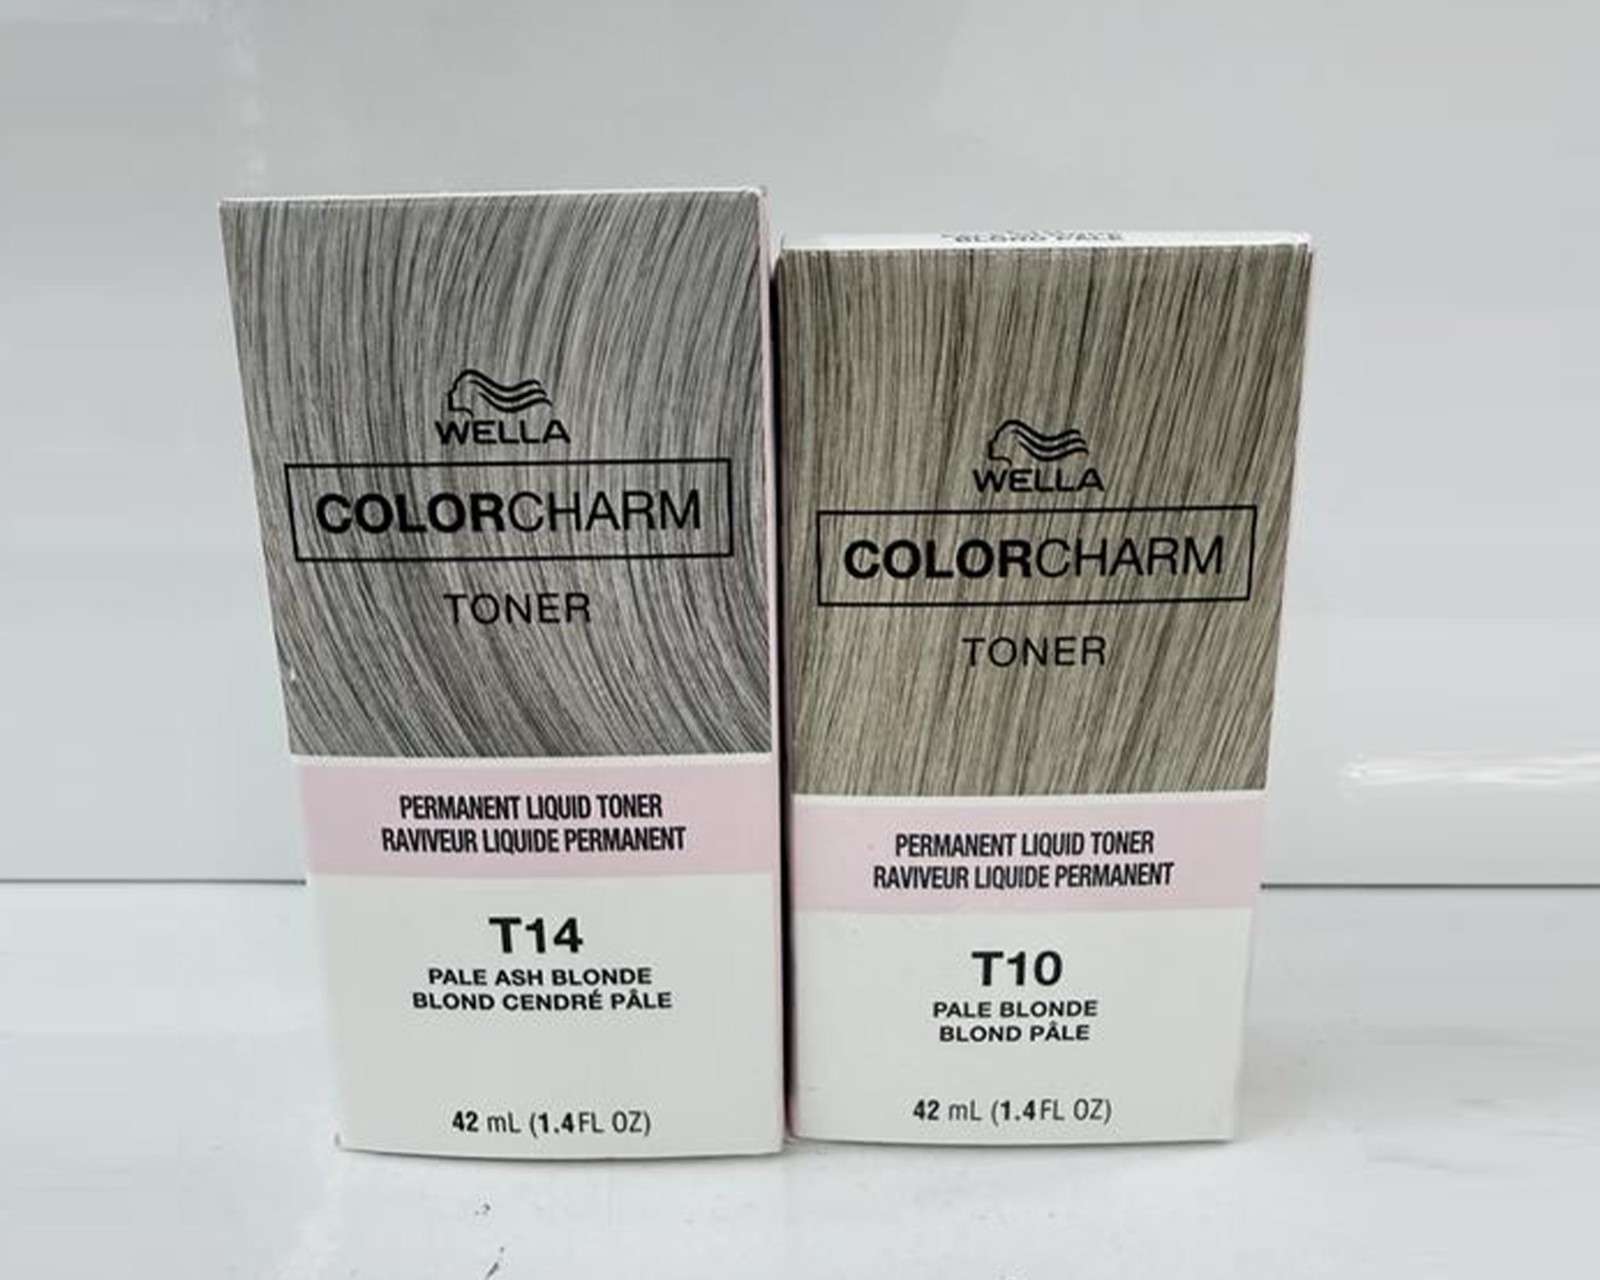 WELLA
COLORCHARM
TONER
PERMANENT LIQUID TONER
RAVIVEUR LIQUIDE PERMANENT
T14
PALE ASH BLONDE
BLOND CENDRÉ PÂLE
42 mL (1.4 FL OZ)
BLOND PÂLE
WELLA
COLORCHARM
TONER
PERMANENT LIQUID TONER
RAVIVEUR LIQUIDE PERMANENT
T10
PALE BLONDE
BLOND PÂLE
42 mL (1.4 FL OZ)